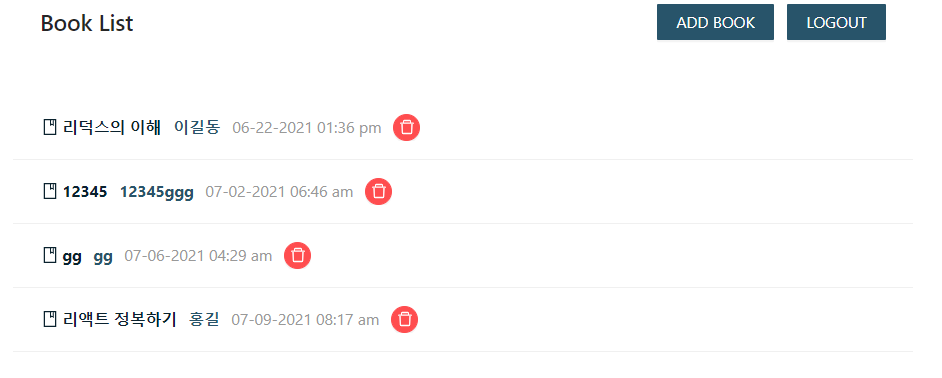 Book List ADD BOOK LOGOUT
리덕스의 이해 이길동 06-22-2021 01:36 pm
12345 12345ggg 07-02-2021 06:46 am
gg gg 07-06-2021 04:29 am
리액트 정복하기 홍길 07-09-2021 08:17 am